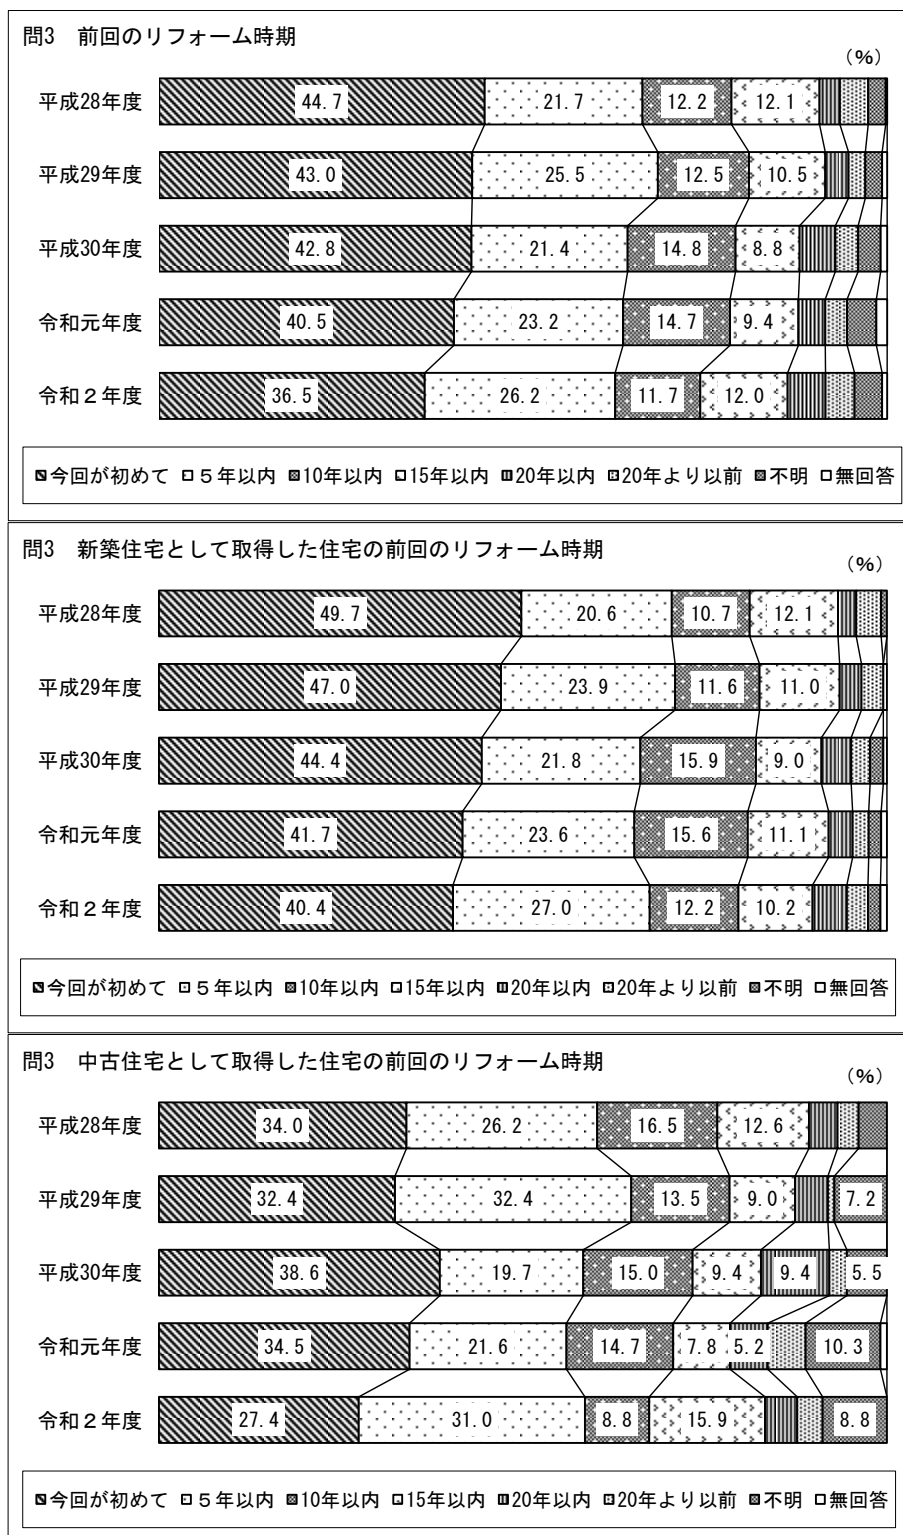 問3　前回のリフォーム時期
（%）
平成28年度 44.7 21.7 12.2 12.1
平成29年度 43.0 25.5 12.5 10.5
平成30年度 42.8 21.4 14.8 8.8
令和元年度 40.5 23.2 14.7 9.4
令和２年度 36.5 26.2 11.7 12.0
今回が初めて ５年以内 10年以内 15年以内 20年以内 20年より以前 不明 無回答
問3　新築住宅として取得した住宅の前回のリフォーム時期
（%）
平成28年度 49.7 20.6 10.7 12.1
平成29年度 47.0 23.9 11.6 11.0
平成30年度 44.4 21.8 15.9 9.0
令和元年度 41.7 23.6 15.6 11.1
令和２年度 40.4 27.0 12.2 10.2
今回が初めて ５年以内 10年以内 15年以内 20年以内 20年より以前 不明 無回答
問3　中古住宅として取得した住宅の前回のリフォーム時期
（%）
平成28年度 34.0 26.2 16.5 12.6
平成29年度 32.4 32.4 13.5 9.0 7.2
平成30年度 38.6 19.7 15.0 9.4 9.4 5.5
令和元年度 34.5 21.6 14.7 7.8 5.2 10.3
令和２年度 27.4 31.0 8.8 15.9 8.8
今回が初めて ５年以内 10年以内 15年以内 20年以内 20年より以前 不明 無回答